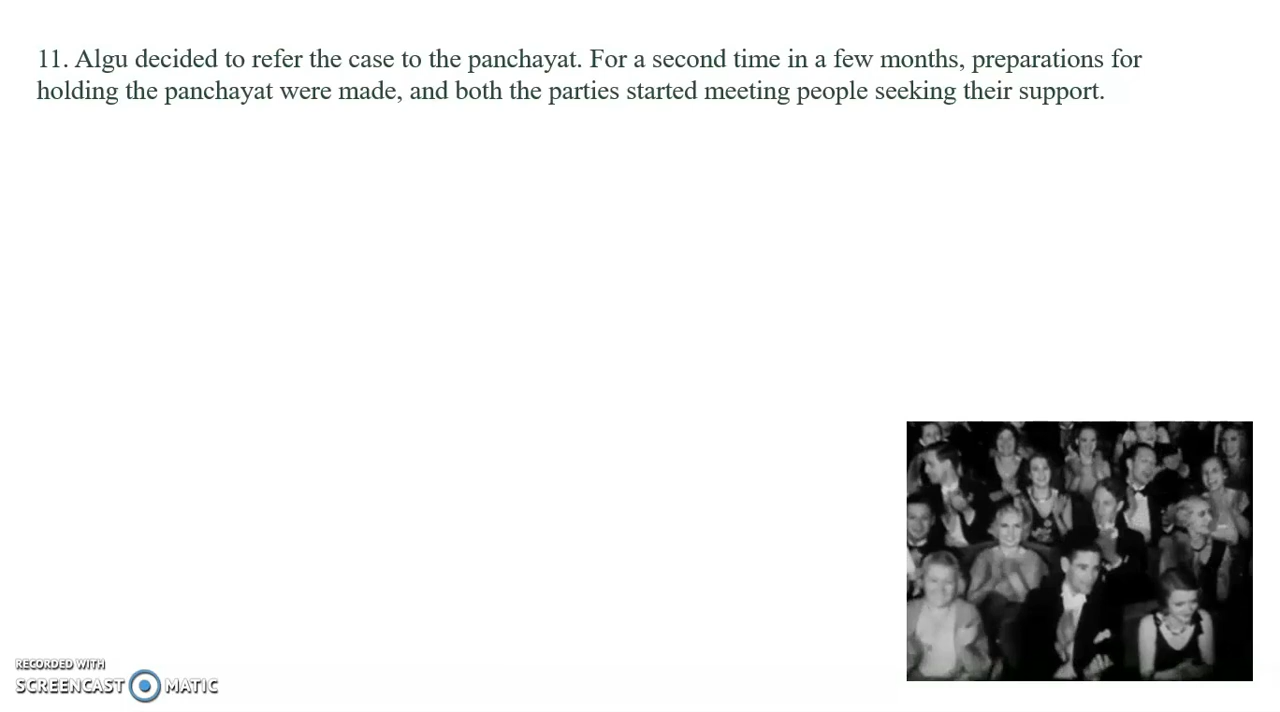 11. Algu decided to refer the case to the panchayat. For a second time in a few months, preparations for
holding the panchayat were made, and both the parties started meeting people seeking their support.
RECORDED WITH
SCREENCAST MATIC